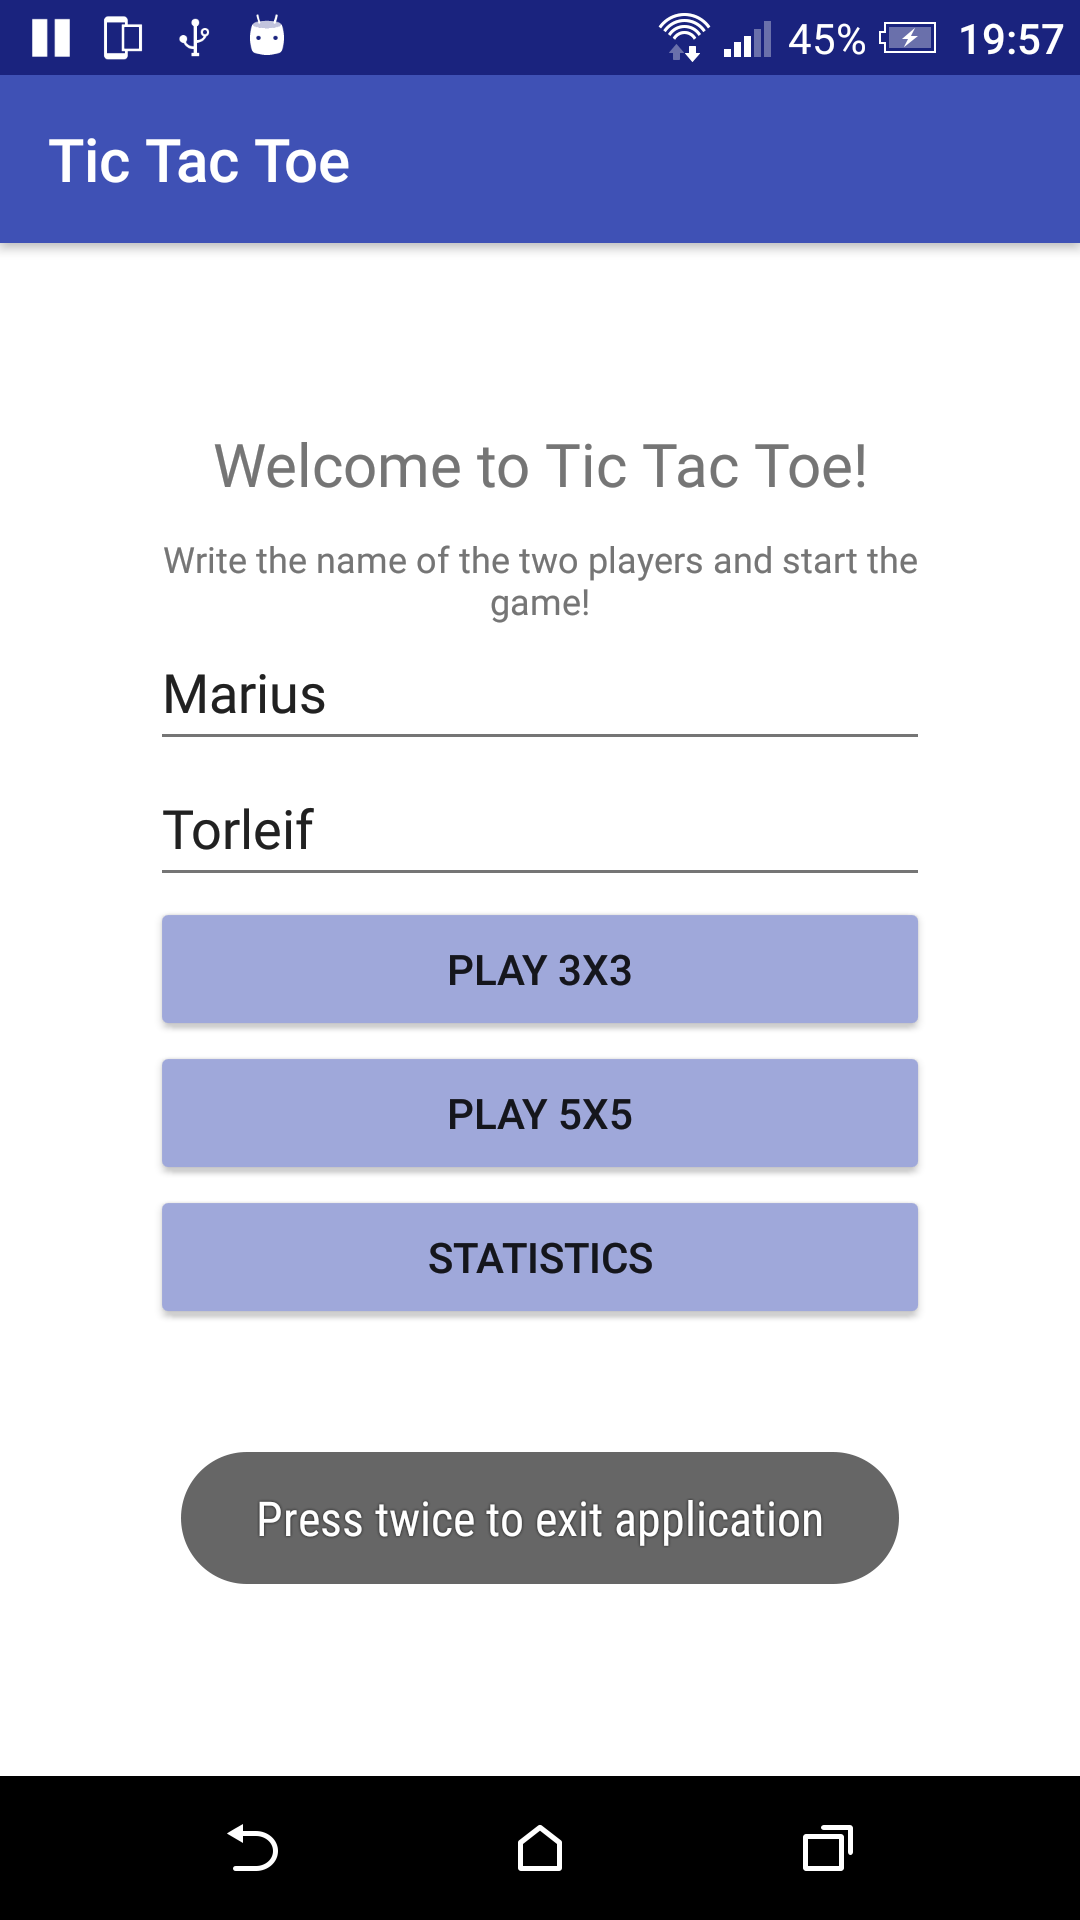 45% 19:57
Tic Tac Toe
Welcome to Tic Tac Toe!
Write the name of the two players and start the
game!
Marius
Torleif
PLAY 3X3
PLAY 5X5
STATISTICS
Press twice to exit application